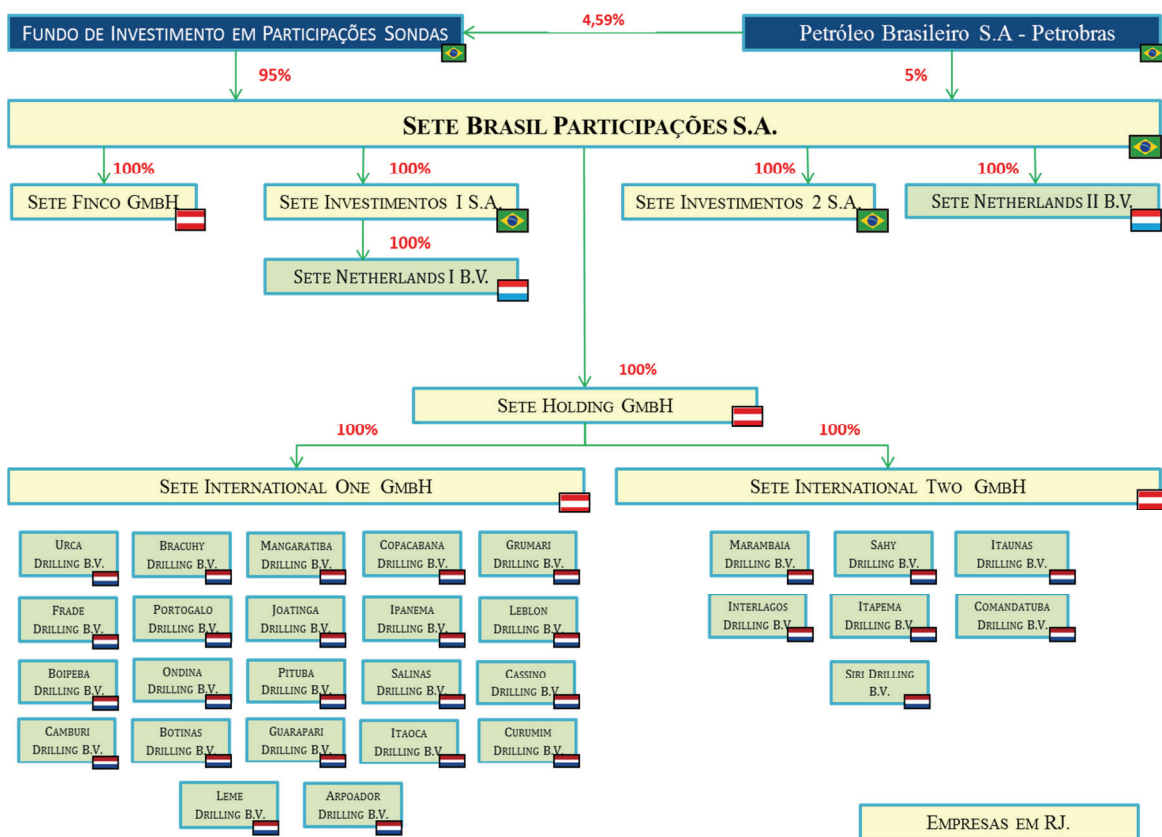 FUNDO DE INVESTIMENTO EM PARTICIPAÇÕES SONDAS
4,59%
Petróleo Brasileiro S.A - Petrobras
95%
5%
SETE BRASIL PARTICIPAÇÕES S.A.
100%
100%
100%
100%
SETE FINCO GMBH
SETE INVESTIMENTOS I S.A.
SETE INVESTIMENTOS 2 S.A.
SETE NETHERLANDS II B.V.
100%
SETE NETHERLANDS I B.V.
100%
SETE HOLDING GMBH
100%
100%
SETE INTERNATIONAL ONE GMBH
SETE INTERNATIONAL TWO GMBH
URCA
DRILLING B.V.
BRACUHY
DRILLING B.V.
MANGARATIBA
DRILLING B.V.
COPACABANA
DRILLING B.V.
GRUMARI
DRILLING B.V.
MARAMBAIA
DRILLING B.V.
SAHY
DRILLING B.V.
ITAUNAS
DRILLING B.V.
FRADE
DRILLING B.V.
PORTOGALO
DRILLING B.V.
JOATINGA
DRILLING B.V.
IPANEMA
DRILLING B.V.
LEBLON
DRILLING B.V.
INTERLAGOS
DRILLING B.V.
ITAPEMA
DRILLING B.V.
COMANDATUBA
DRILLING B.V.
BOIPEBA
DRILLING B.V.
ONDINA
DRILLING B.V.
PITUBA
DRILLING B.V.
SALINAS
DRILLING B.V.
CASSINO
DRILLING B.V.
SIRI DRILLING
B.V.
CAMBURI
DRILLING B.V.
BOTINAS
DRILLING B.V.
GUARAPARI
DRILLING B.V.
ITAOCA
DRILLING B.V.
CURUMIM
DRILLING B.V.
LEME
DRILLING B.V.
ARPOADOR
DRILLING B.V.
EMPRESAS EM RJ.